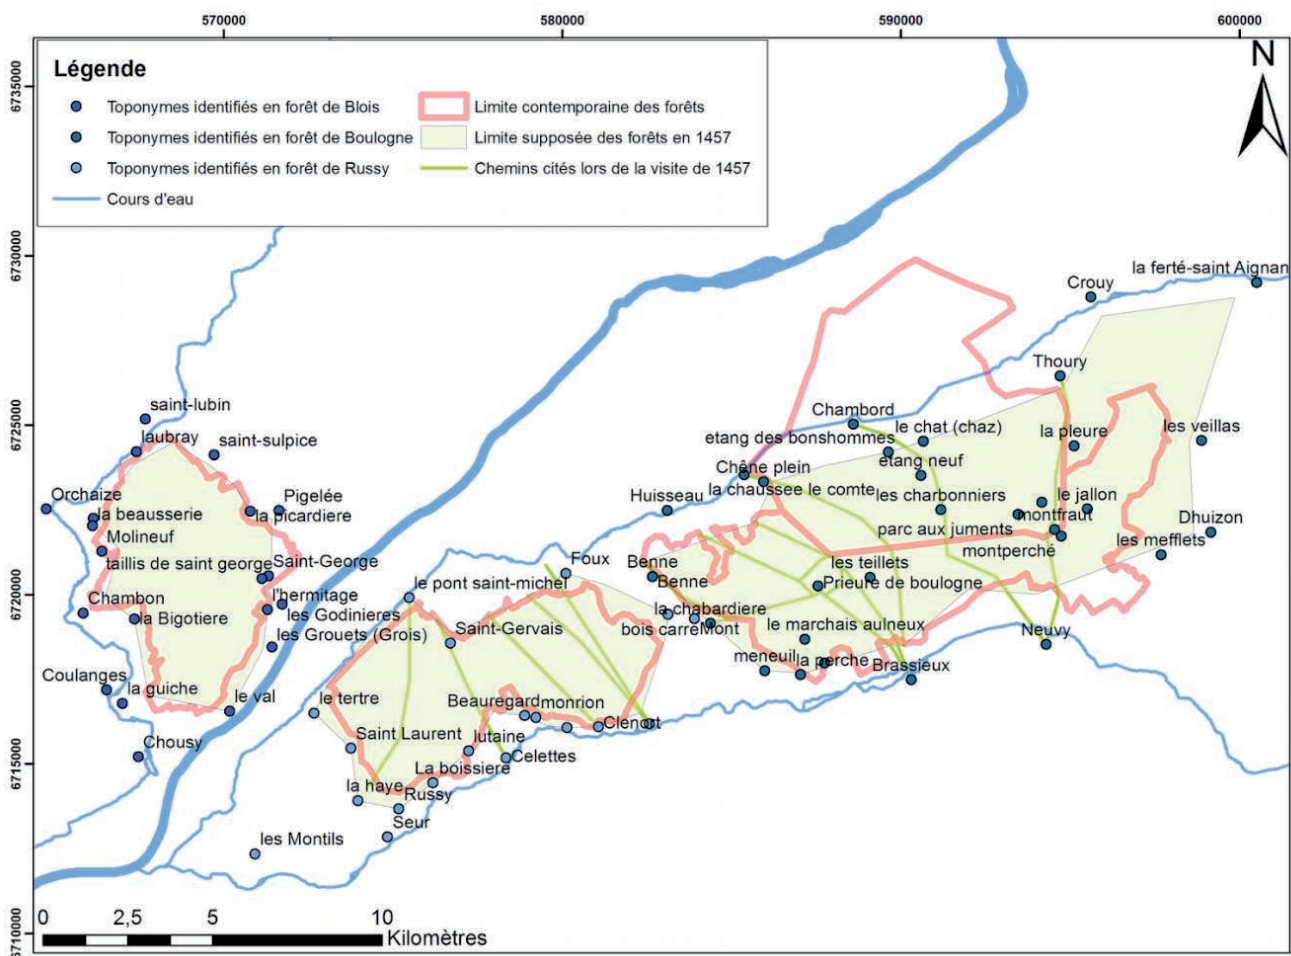 570000
580000
590000
600000
6735000
6730000
6725000
6720000
6715000
6710000
N
Légende
Toponymes identifiés en forêt de Blois
Toponymes identifiés en forêt de Boulogne
Toponymes identifiés en forêt de Russy
Cours d'eau
Limite contemporaine des forêts
Limite supposée des forêts en 1457
Chemins cités lors de la visite de 1457
la ferté-saint Aignan
Crouy
Thoury
saint-lubin
Chambord
laubray
saint-sulpice
etang des bonshommes
le chat (chaz)
la pleure
les veillas
etang neuf
Chêne plein
Orchaize
Pigelée
Huisseau
la chaussee le comte
les charbonniers
le jallon
la beausserie
la picardiere
montfraut
Dhuizon
parc aux juments
Molineuf
montperché
les mefflets
taillis de saint george
Saint-George
Foux
Benne
les teillets
le pont saint-michel
Benne
Prieure de boulogne
Chambon
l'hermitage
la Bigotiere
les Godinieres
la chabardiere
Saint-Gervais
bois carre
Mont
le marchais aulneux
Neuvy
les Grouets (Grois)
meneuil
la perche
Brassieux
Coulanges
la guiche
le val
le tertre
Beauregard
monrion
Clenoit
Chousy
Saint Laurent
lutaine
Celettes
La boissiere
la haye
Russy
Seur
les Montils
0
2,5
5
10
Kilomètres